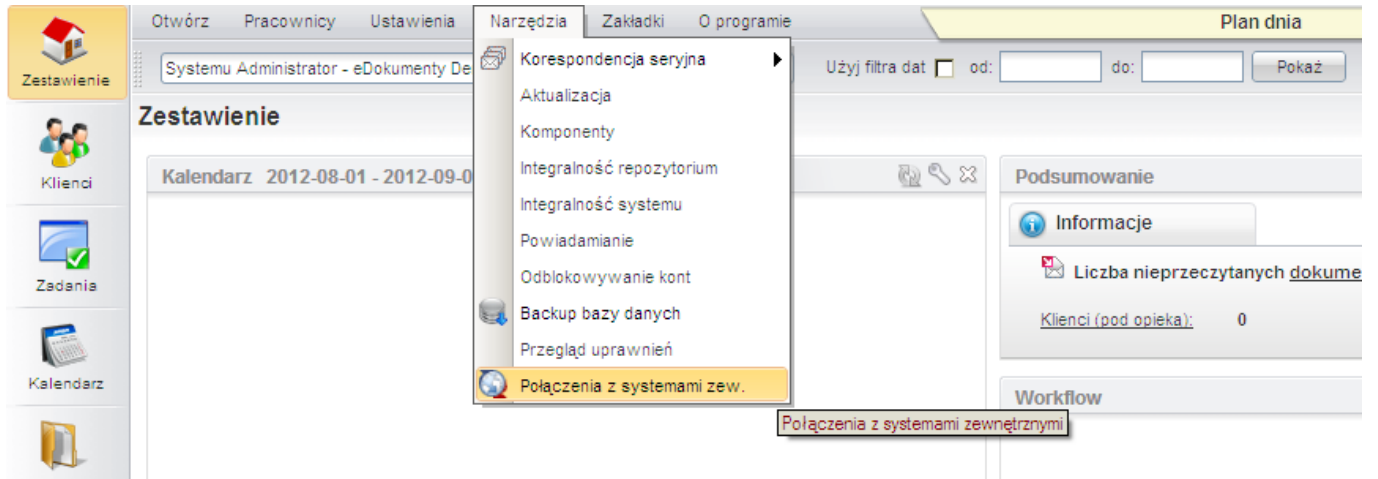 Otwórz Pracownicy Ustawienia Narzędzia Zakładki O programie Plan dnia
Systemu Administrator - eDokumenty De Użyj filtra dat od: do: Pokaż
Zestawienie
Zestawienie
Klienci
Zadania
Kalendarz
Korespondencja seryjna
Aktualizacja
Komponenty
Integralność repozytorium
Integralność systemu
Powiadamianie
Odblokowywanie kont
Backup bazy danych
Przegląd uprawnień
Połączenia z systemami zew.
Połączenia z systemami zewnętrznymi
Kalendarz 2012-08-01 - 2012-09-0
Podsumowanie
Informacje
Liczba nieprzeczytanych dokume
Klienci (pod opieka): 0
Workflow